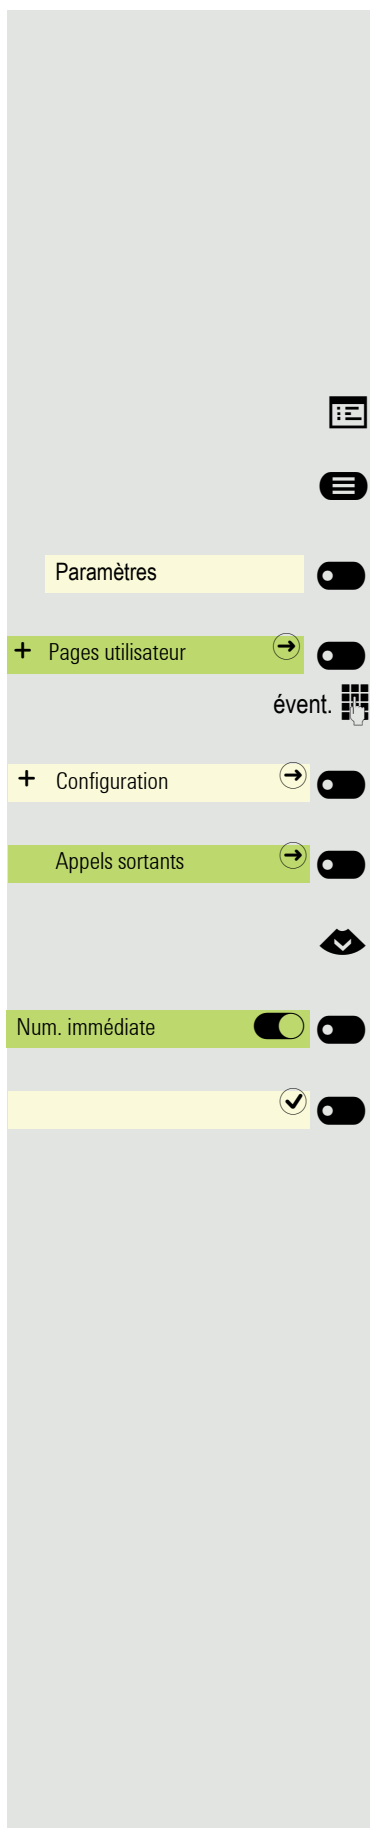 Paramètres
+ Pages utilisateur
évent.
+ Configuration
Appels sortants
Num. immédiate